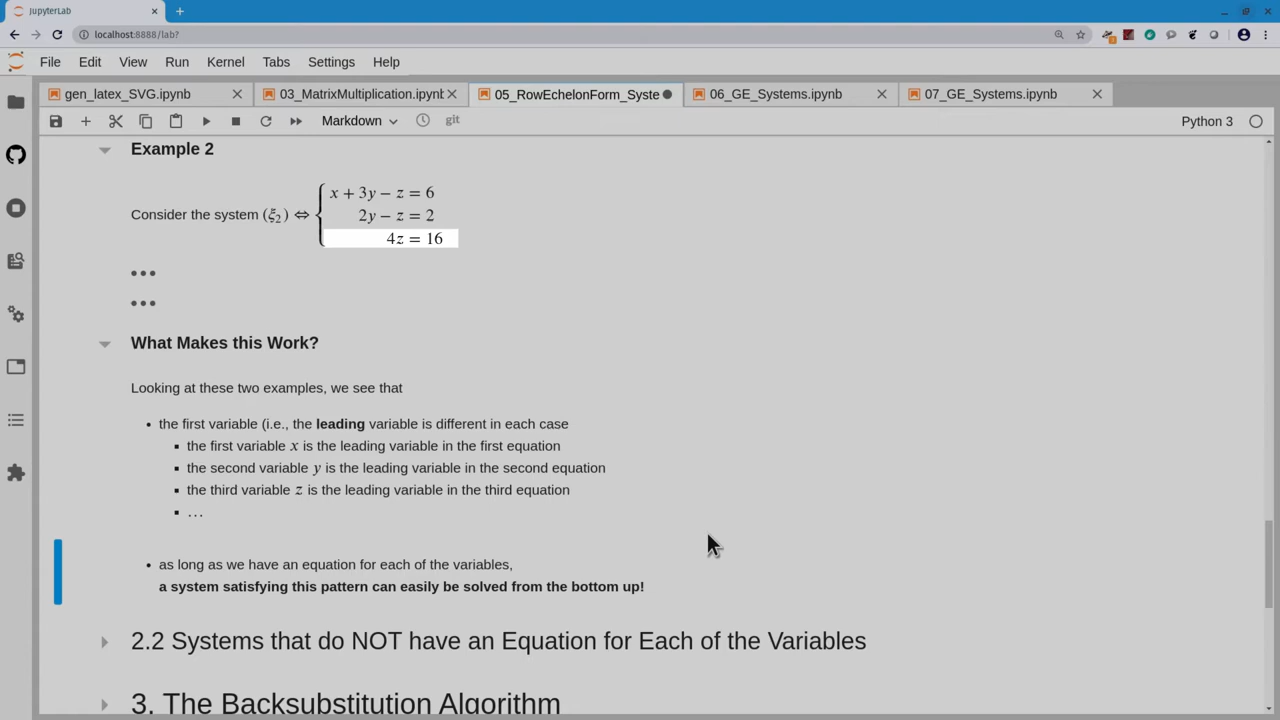 JupyterLab
localhost:8888/lab?
File Edit View Run Kernel Tabs Settings Help
gen_latex_SVG.ipynb 03_MatrixMultiplication.ipynb 05_RowEchelonForm_Syste 06_GE_Systems.ipynb 07_GE_Systems.ipynb
Markdown git Python 3
Example 2
Consider the system (ξ₂) ⇔ { x + 3y − z = 6
2y − z = 2
4z = 16
•••
•••
What Makes this Work?
Looking at these two examples, we see that
• the first variable (i.e., the leading variable is different in each case
▪ the first variable x is the leading variable in the first equation
▪ the second variable y is the leading variable in the second equation
▪ the third variable z is the leading variable in the third equation
▪ …
• as long as we have an equation for each of the variables,
a system satisfying this pattern can easily be solved from the bottom up!
2.2 Systems that do NOT have an Equation for Each of the Variables
3. The Backsubstitution Algorithm